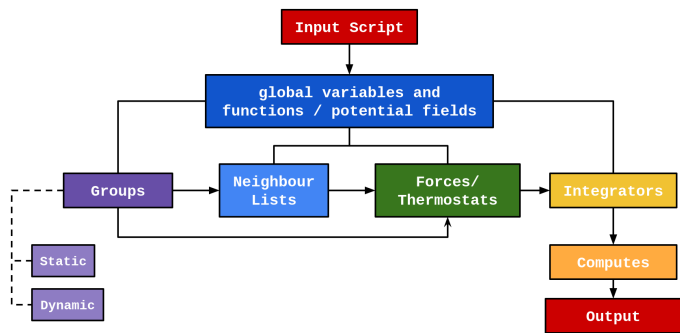 Input Script
global variables and
functions / potential fields
Groups
Neighbour
Lists
Forces/
Thermostats
Integrators
Static
Computes
Dynamic
Output